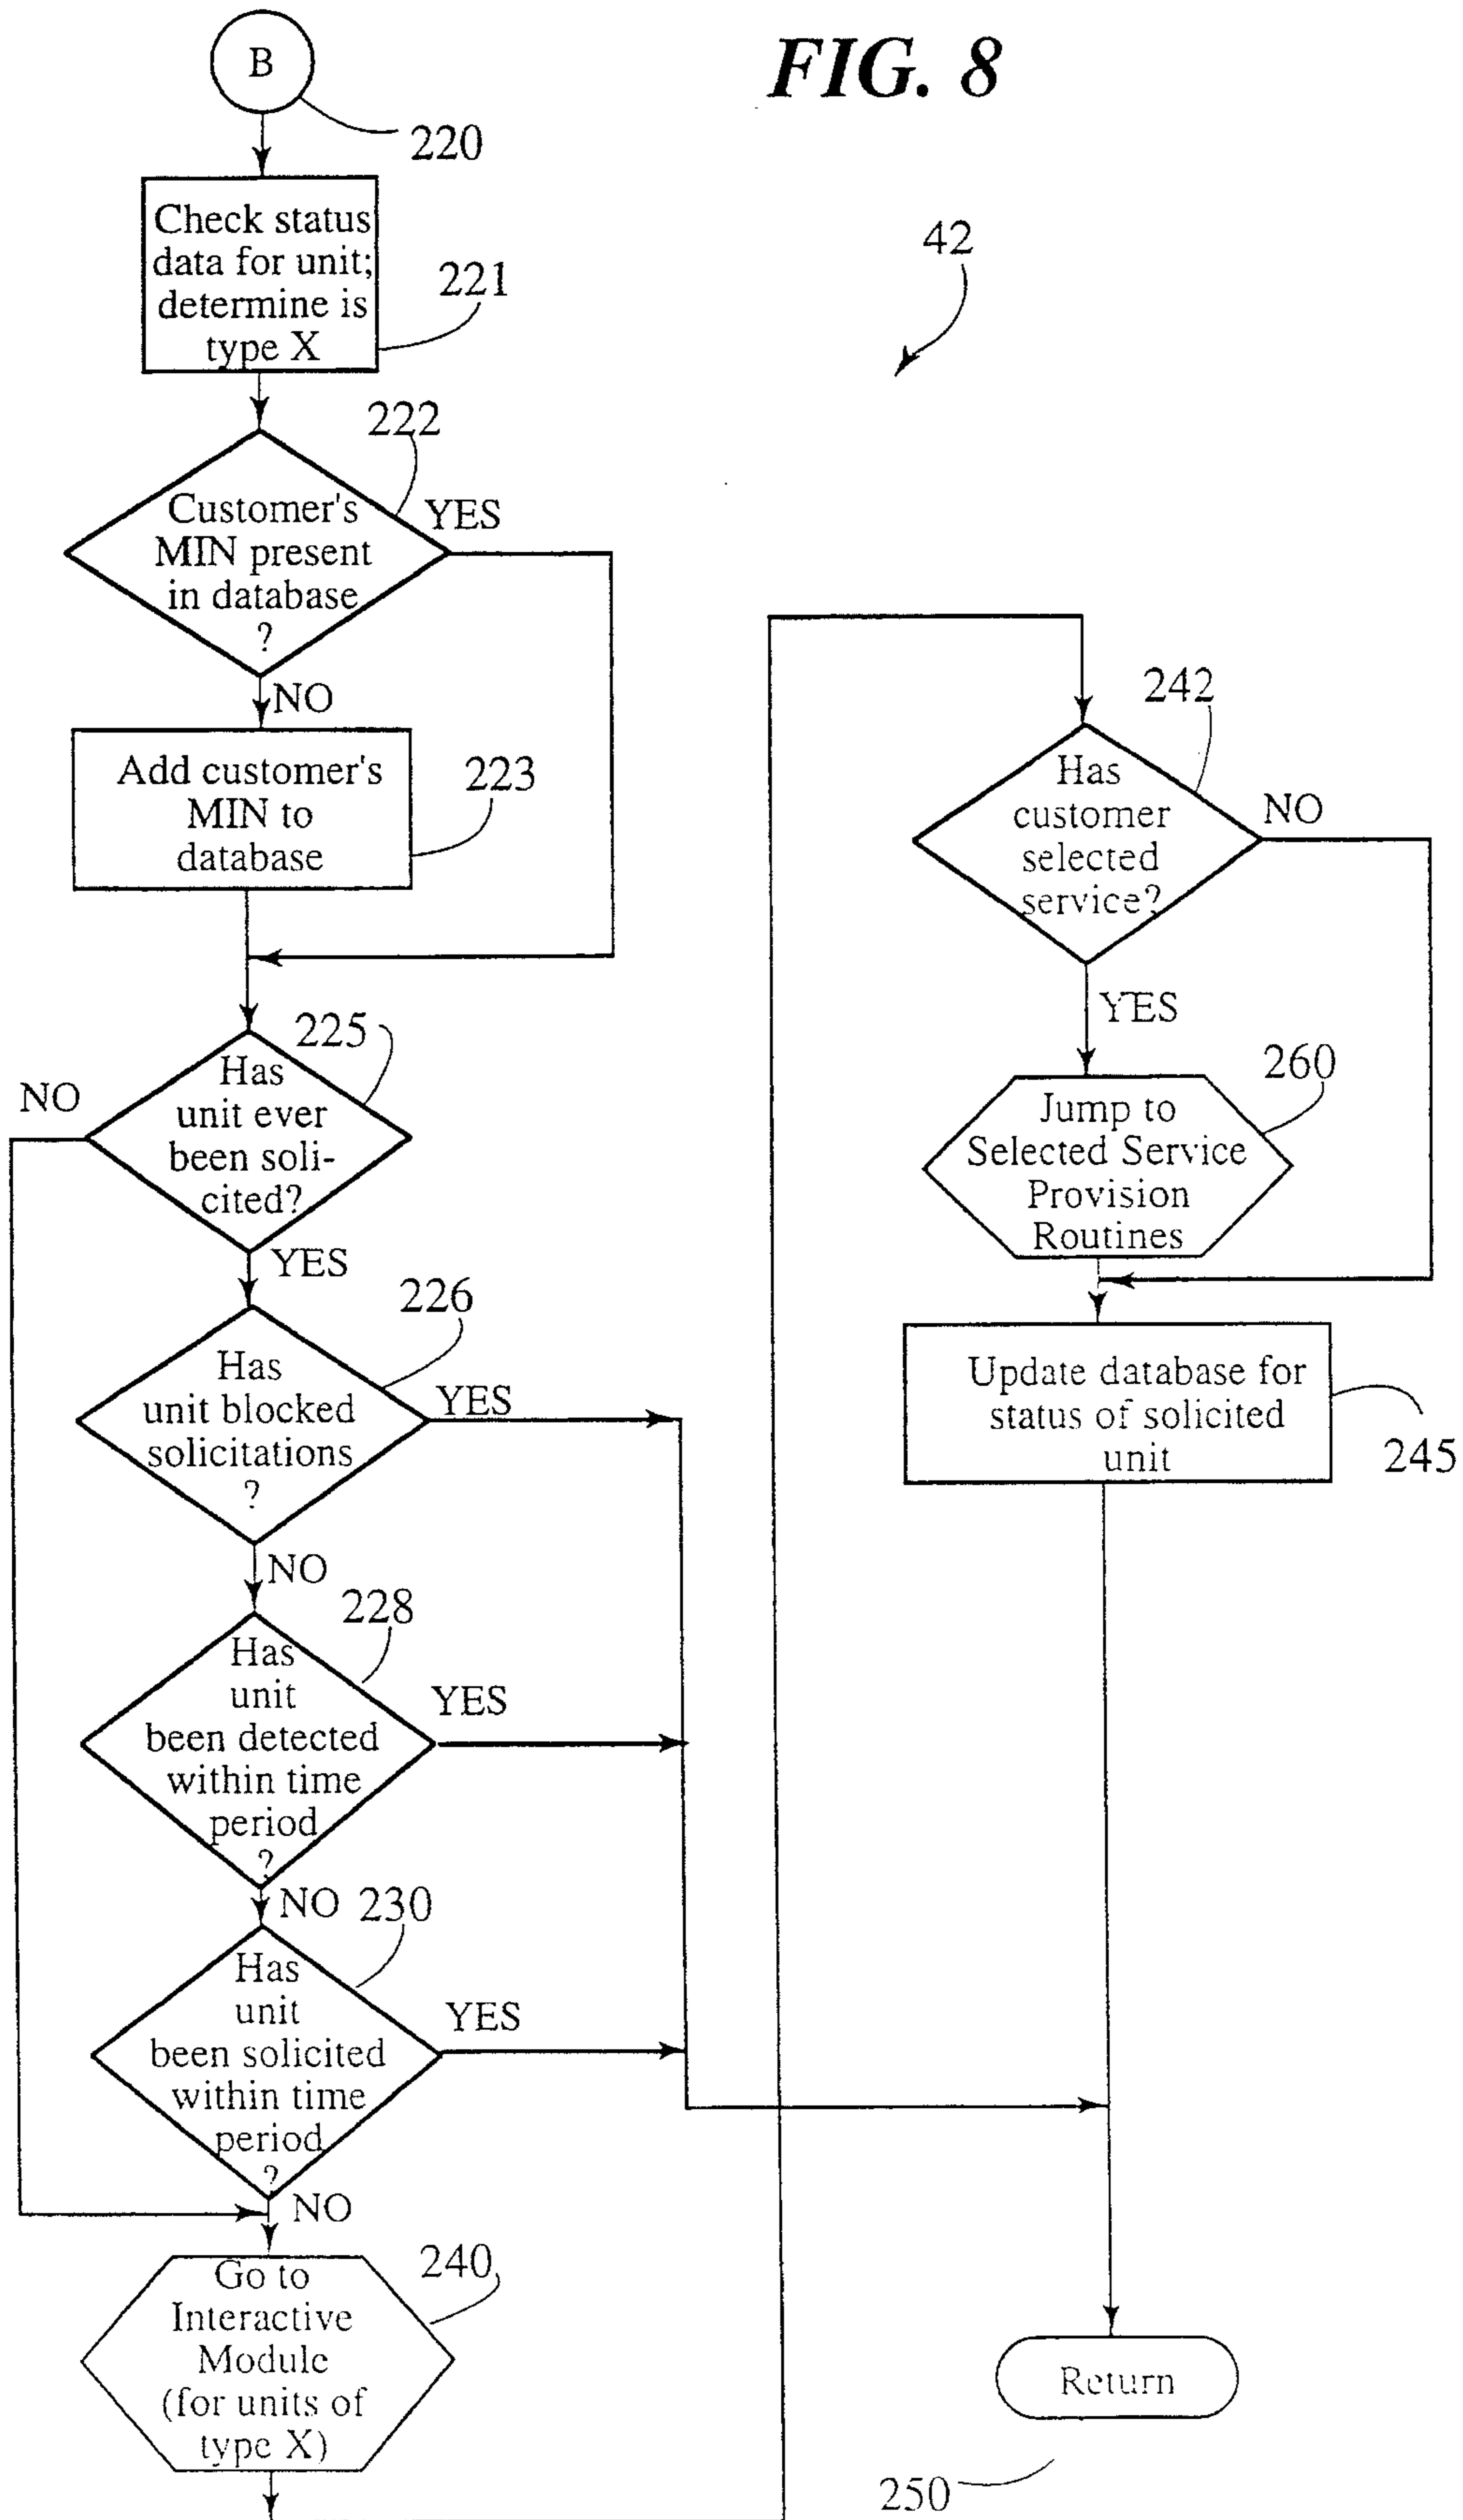 FIG. 8
B
220
Check status
data for unit;
determine is
type X
221
42
222
Customer's
MIN present
in database
?
YES
NO
Add customer's
MIN to
database
223
225
Has
unit ever
been soli-
cited?
NO
YES
226
Has
unit blocked
solicitations
?
YES
NO
228
Has
unit
been detected
within time
period
?
YES
NO
230
Has
unit
been solicited
within time
period
?
YES
NO
240
Go to
Interactive
Module
(for units of
type X)
242
Has
customer
selected
service?
NO
YES
260
Jump to
Selected Service
Provision
Routines
Update database for
status of solicited
unit
245
Return
250